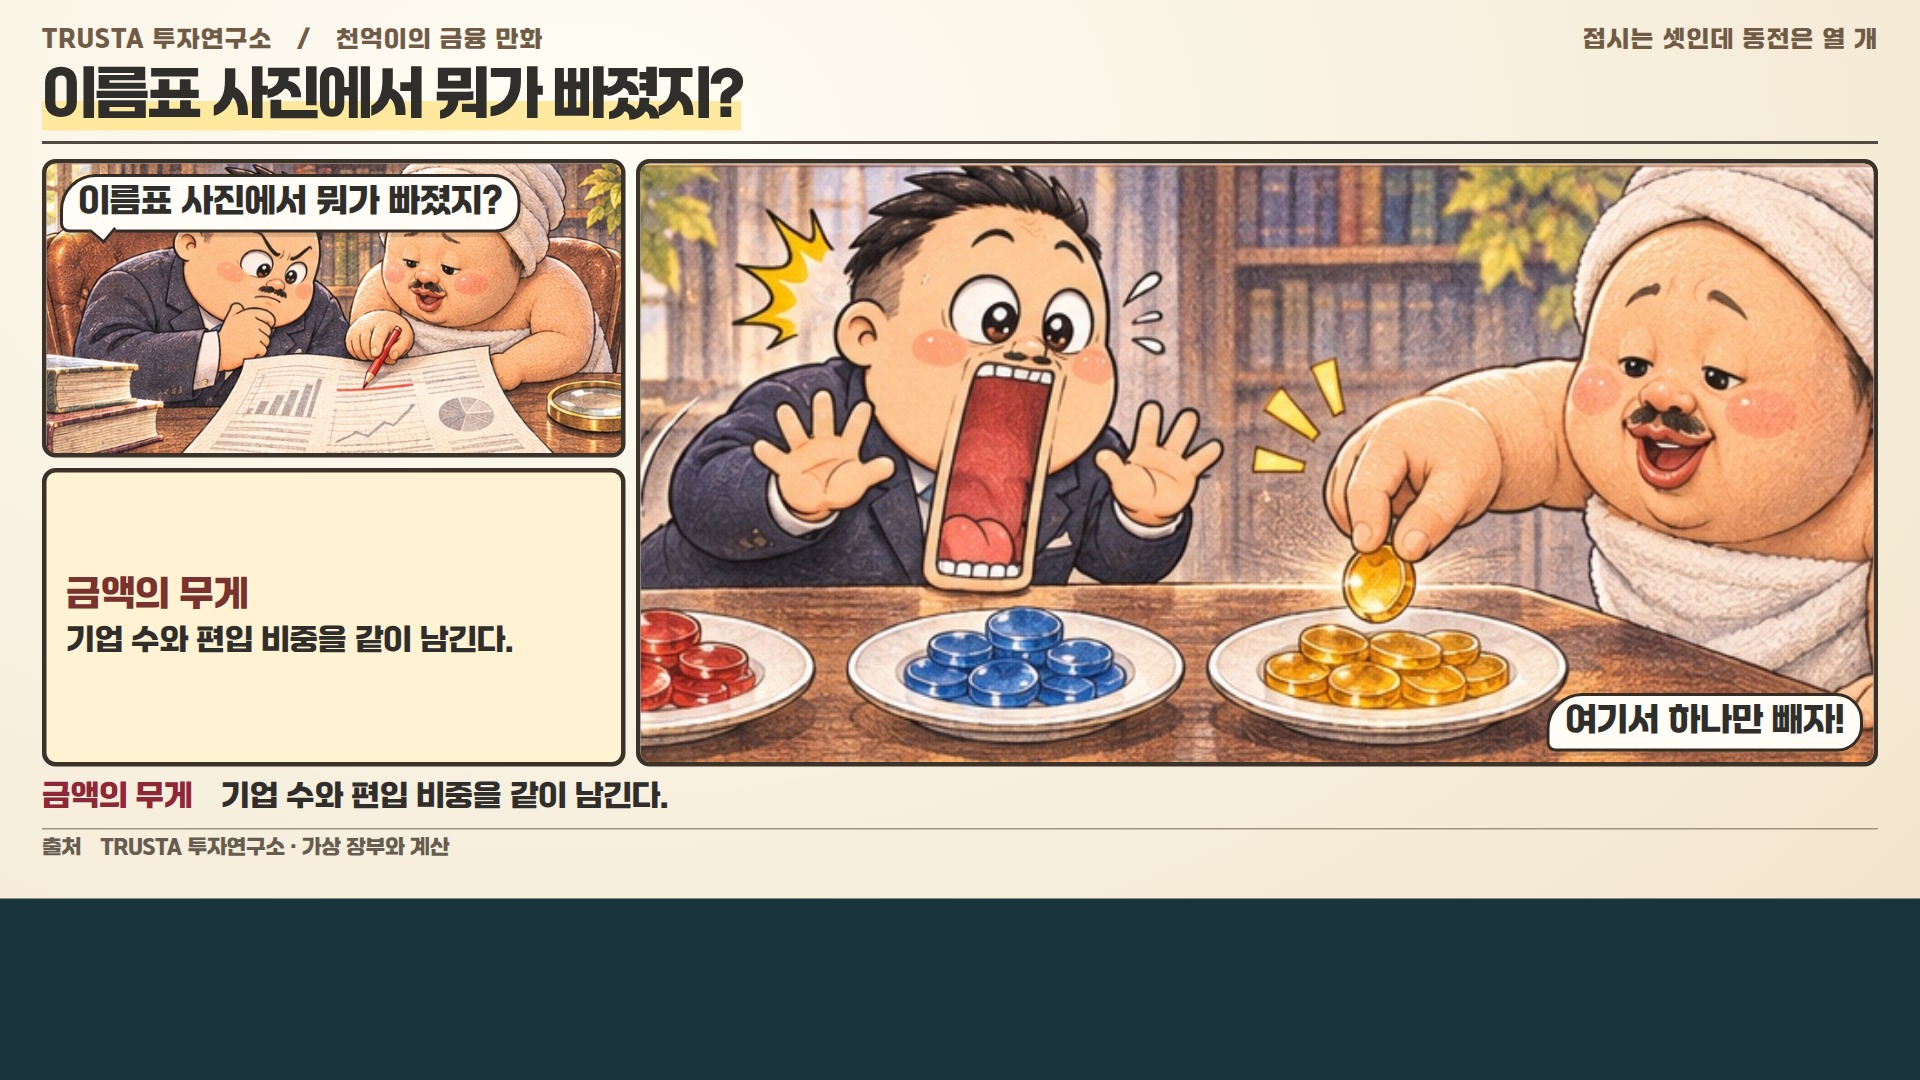 TRUSTA 투자연구소 / 천억이의 금융 만화
접시는 셋인데 동전은 열 개
이름표 사진에서 뭐가 빠졌지?
이름표 사진에서 뭐가 빠졌지?
금액의 무게
기업 수와 편입 비중을 같이 남긴다.
여기서 하나만 빼자!
금액의 무게 기업 수와 편입 비중을 같이 남긴다.
출처 TRUSTA 투자연구소 · 가상 장부와 계산